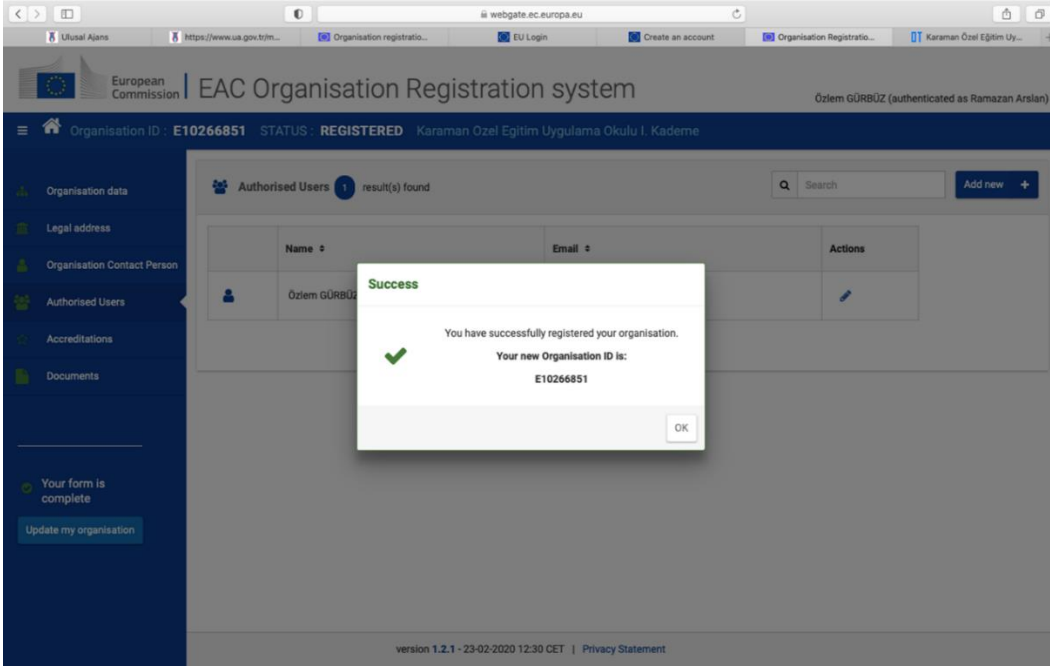 webgate.ec.europa.eu
Ulusal Ajans
https://www.ua.gov.tr/m...
Organisation registratio...
EU Login
Create an account
Organisation Registratio...
Karaman Özel Eğitim Uy...
European
Commission
EAC Organisation Registration system
Özlem GÜRBÜZ (authenticated as Ramazan Arslan)
Organisation ID : E10266851 STATUS : REGISTERED Karaman Ozel Egitim Uygulama Okulu I. Kademe
Organisation data
Legal address
Organisation Contact Person
Authorised Users
Accreditations
Documents
Your form is
complete
Update my organisation
Authorised Users 1 result(s) found
Search
Add new +
Name
Email
Actions
Özlem GÜRBÜZ
Success
You have successfully registered your organisation.
Your new Organisation ID is:
E10266851
OK
version 1.2.1 - 23-02-2020 12:30 CET | Privacy Statement